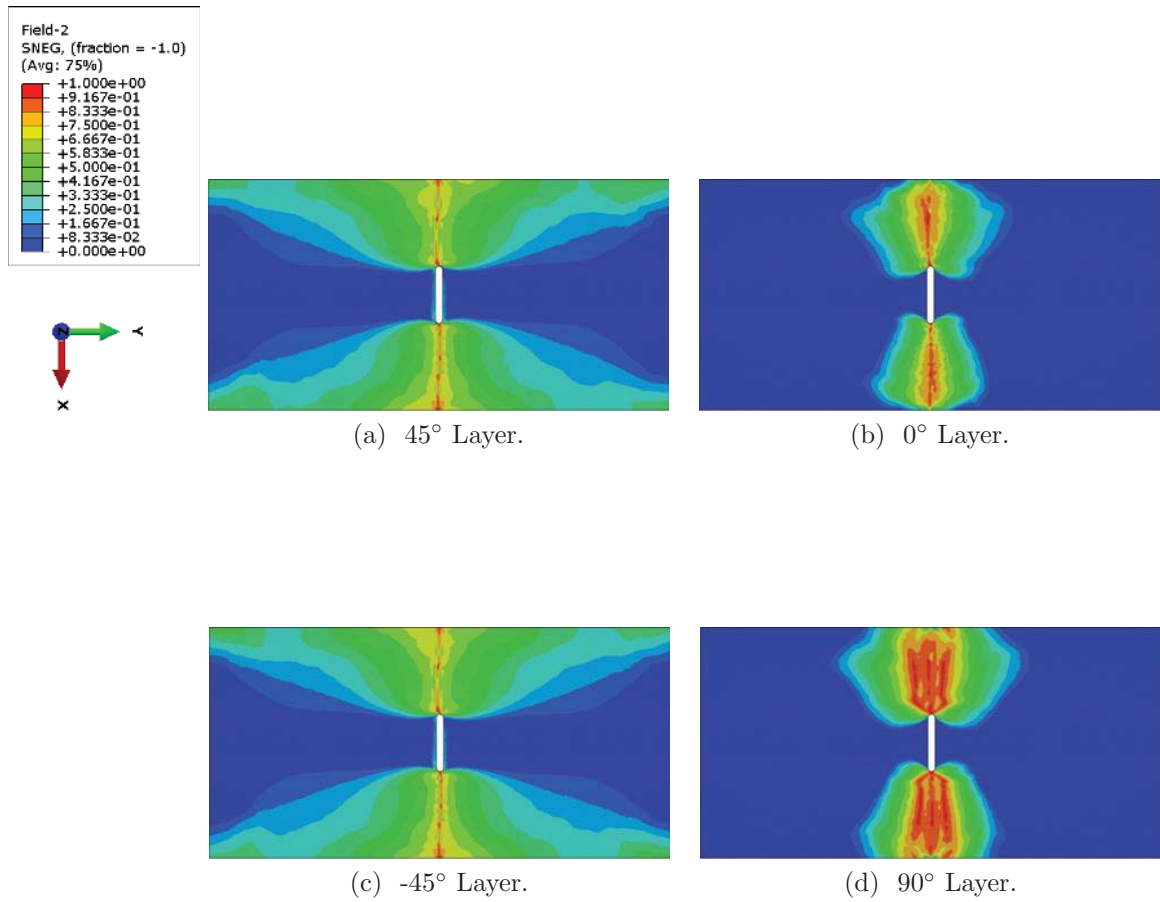 Field-2
SNEG, (fraction = -1.0)
(Avg: 75%)
+1.000e+00
+9.167e-01
+8.333e-01
+7.500e-01
+6.667e-01
+5.833e-01
+5.000e-01
+4.167e-01
+3.333e-01
+2.500e-01
+1.667e-01
+8.333e-02
+0.000e+00
Z
Y
X
(a) 45° Layer.
(b) 0° Layer.
(c) -45° Layer.
(d) 90° Layer.